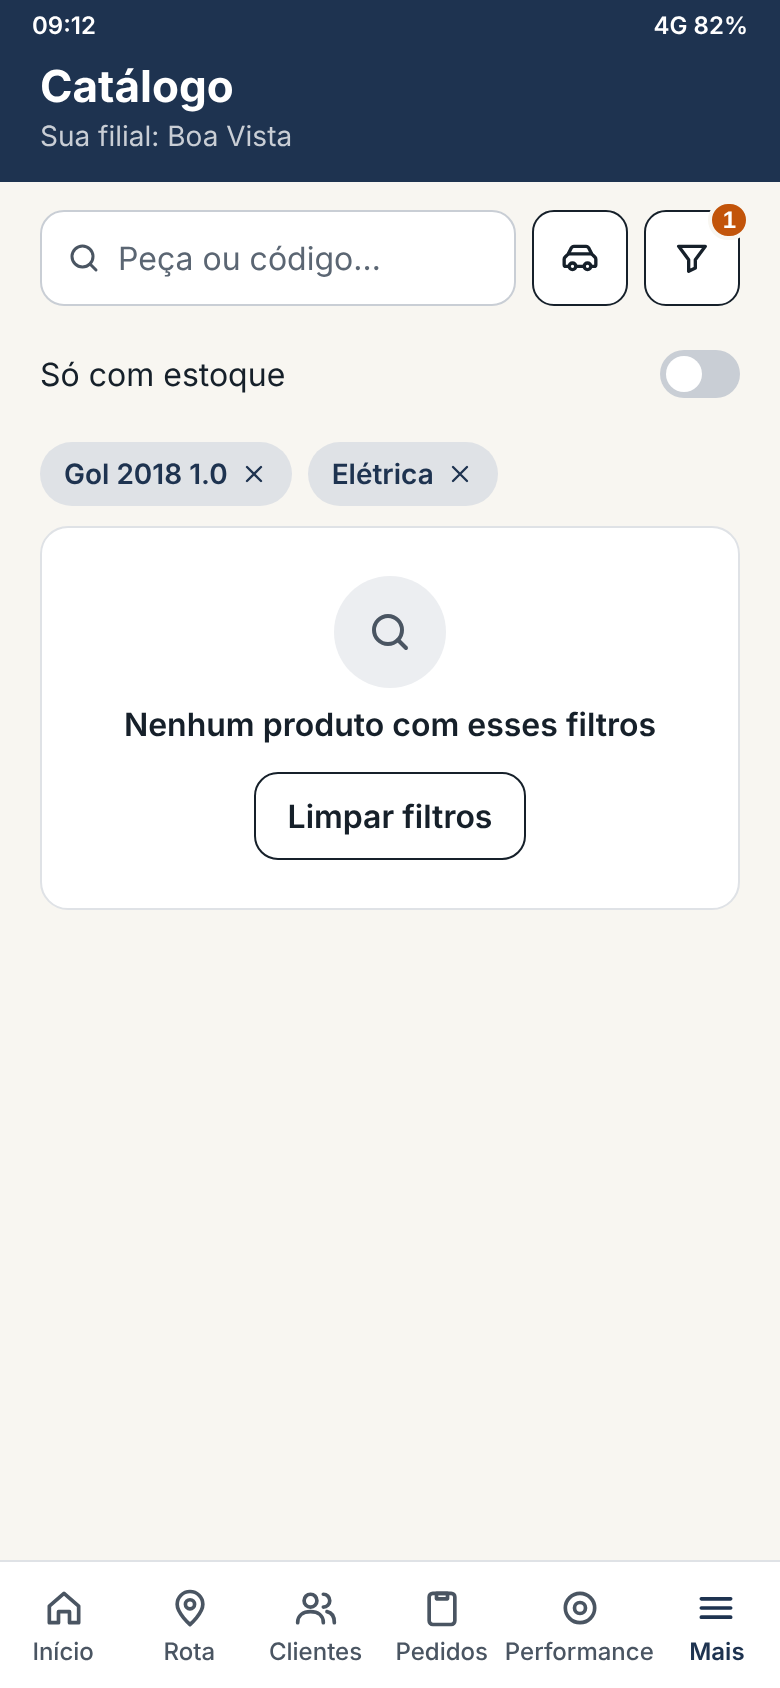 09:12
4G 82%
Catálogo
Sua filial: Boa Vista
Peça ou código...
1
Só com estoque
Gol 2018 1.0
Elétrica
Nenhum produto com esses filtros
Limpar filtros
Início
Rota
Clientes
Pedidos
Performance
Mais